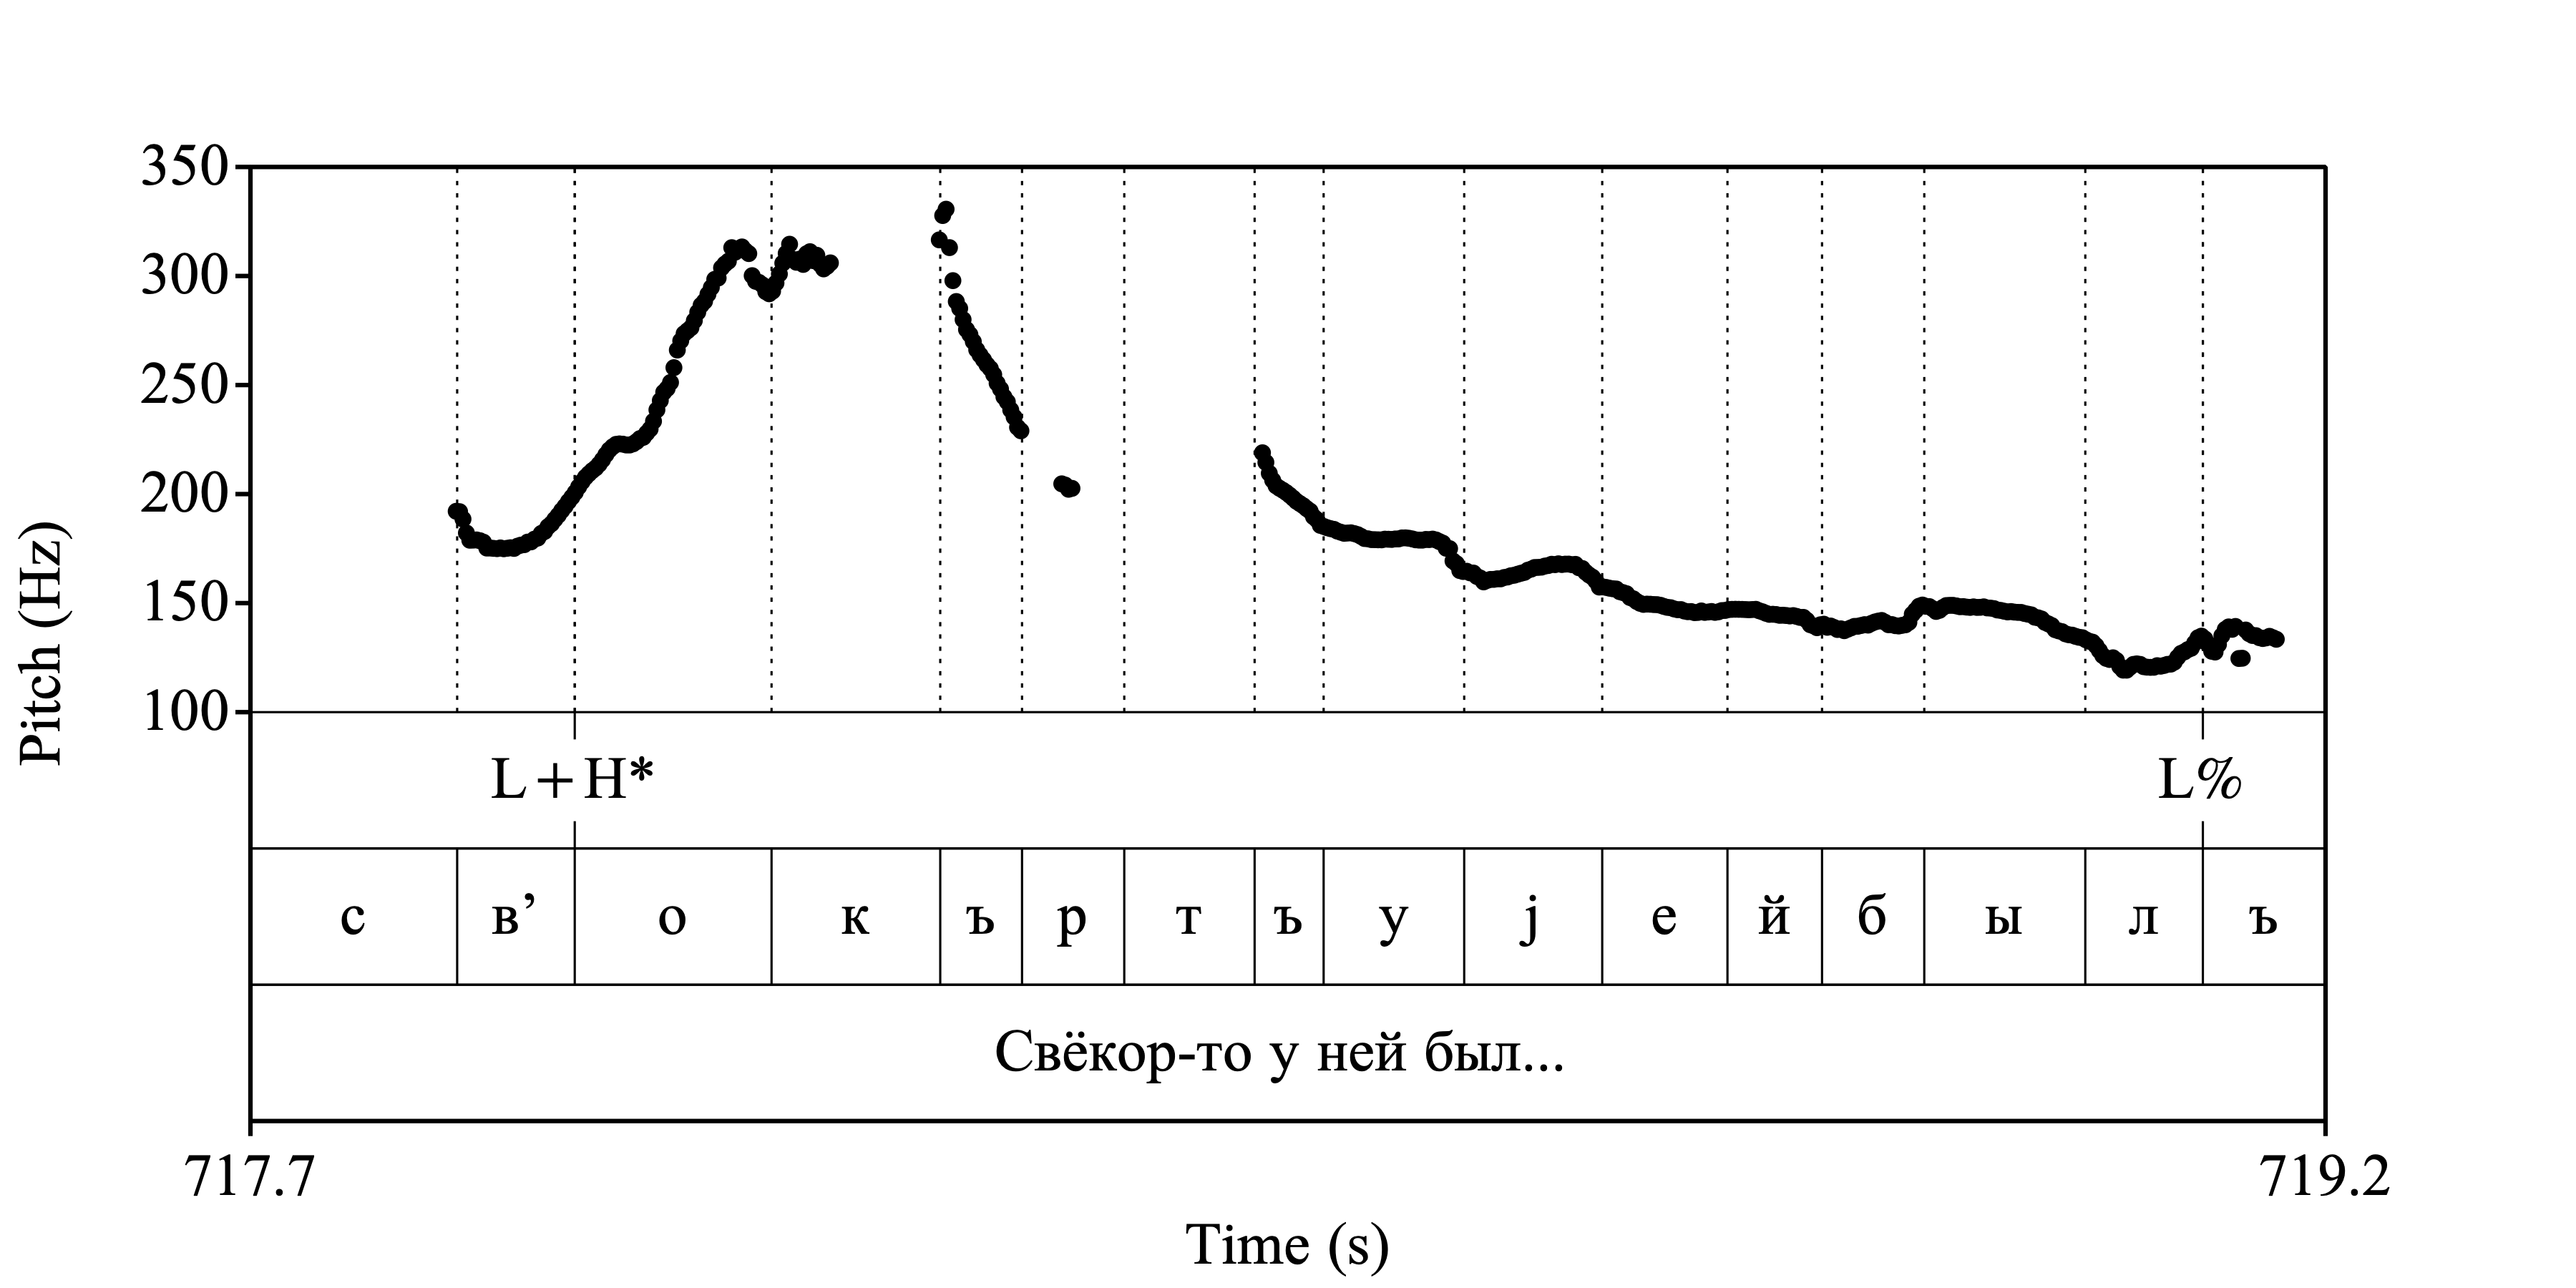 350
300
250
200
150
100
Pitch (Hz)
L+H* L%
с в’ о к ъ р т ъ у j е й б ы л ъ
Свёкор-то у ней был...
717.7 719.2
Time (s)